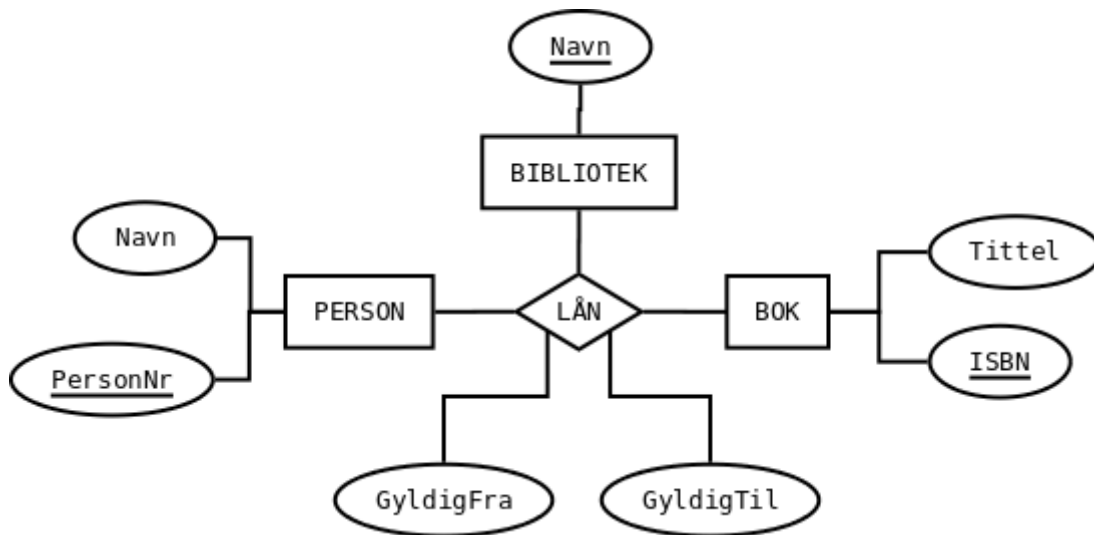 Navn
BIBLIOTEK
Navn
Tittel
PERSON
LÅN
BOK
PersonNr
ISBN
GyldigFra
GyldigTil